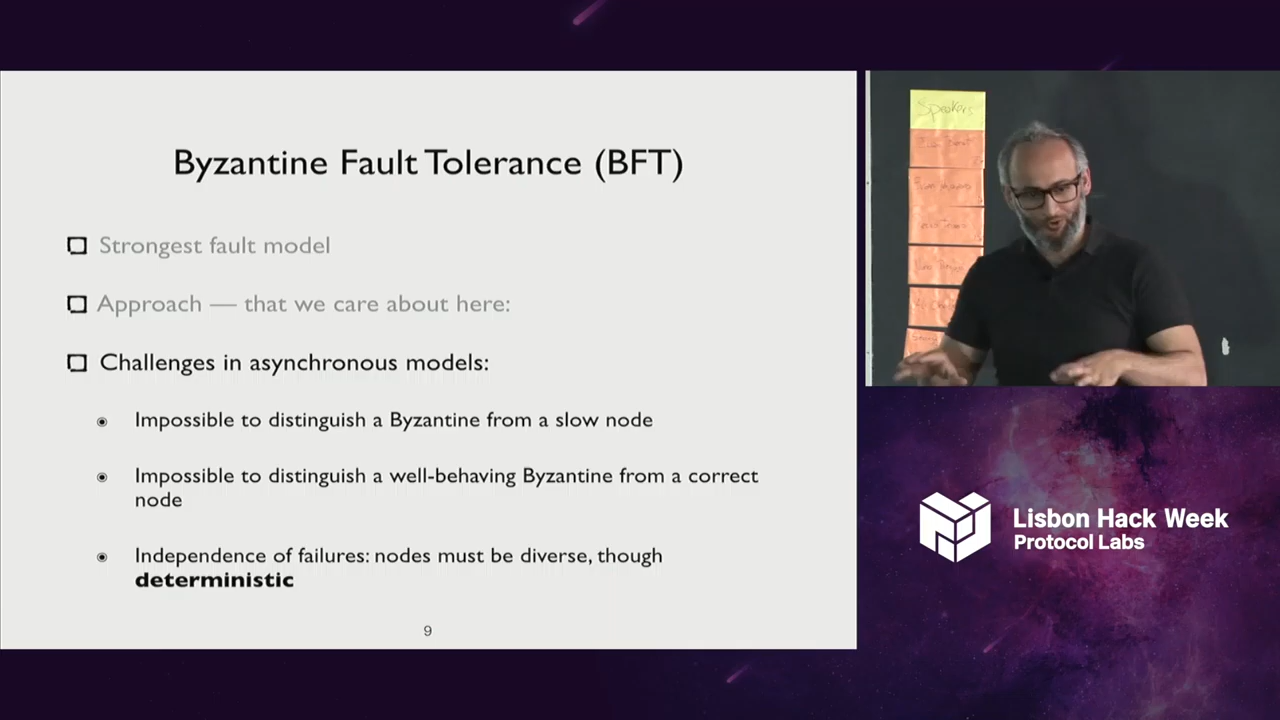 Byzantine Fault Tolerance (BFT)
Strongest fault model
Approach — that we care about here:
Challenges in asynchronous models:
Impossible to distinguish a Byzantine from a slow node
Impossible to distinguish a well-behaving Byzantine from a correct
node
Independence of failures: nodes must be diverse, though
deterministic
9
Speakers
Lisbon Hack Week
Protocol Labs